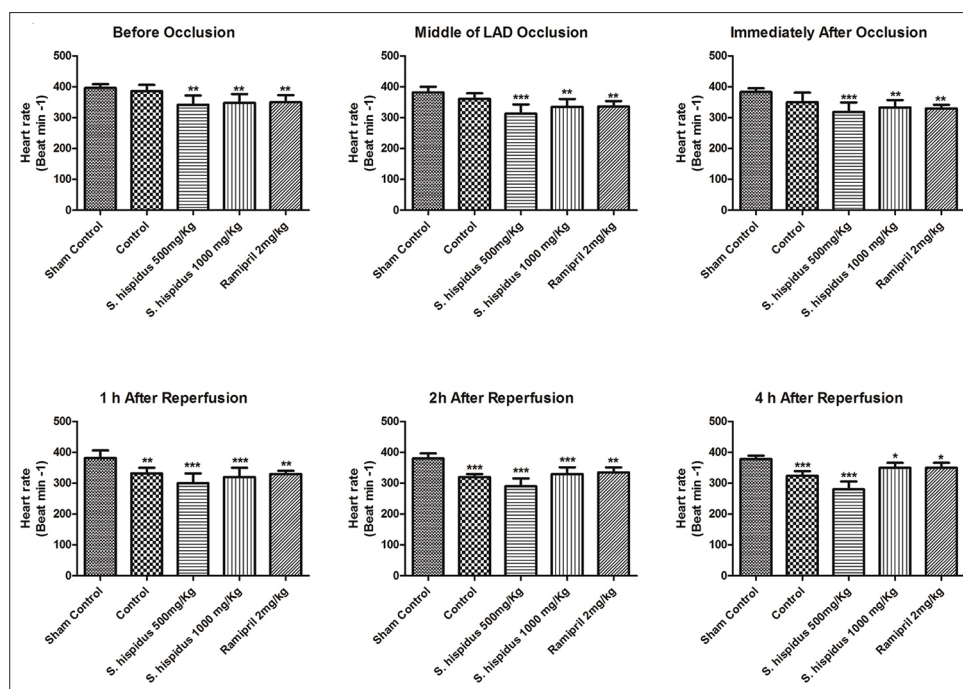 Before Occlusion
Heart rate
(Beat min -1)
500
400
300
200
100
0
**
**
**
Sham Control
Control
S. hispidus 500mg/Kg
S. hispidus 1000 mg/Kg
Ramipril 2mg/kg
Middle of LAD Occlusion
Heart rate
(Beat min -1)
500
400
300
200
100
0
***
**
**
Sham Control
Control
S. hispidus 500mg/Kg
S. hispidus 1000 mg/Kg
Ramipril 2mg/kg
Immediately After Occlusion
Heart rate
(Beat min -1)
500
400
300
200
100
0
***
**
**
Sham Control
Control
S. hispidus 500mg/Kg
S. hispidus 1000 mg/Kg
Ramipril 2mg/kg
1 h After Reperfusion
Heart rate
(Beat min -1)
500
400
300
200
100
0
**
***
***
**
Sham Control
Control
S. hispidus 500mg/Kg
S. hispidus 1000 mg/Kg
Ramipril 2mg/kg
2h After Reperfusion
Heart rate
(Beat min -1)
500
400
300
200
100
0
***
***
***
**
Sham Control
Control
S. hispidus 500mg/Kg
S. hispidus 1000 mg/Kg
Ramipril 2mg/kg
4 h After Reperfusion
Heart rate
(Beat min -1)
500
400
300
200
100
0
***
***
*
*
Sham Control
Control
S. hispidus 500mg/Kg
S. hispidus 1000 mg/Kg
Ramipril 2mg/kg